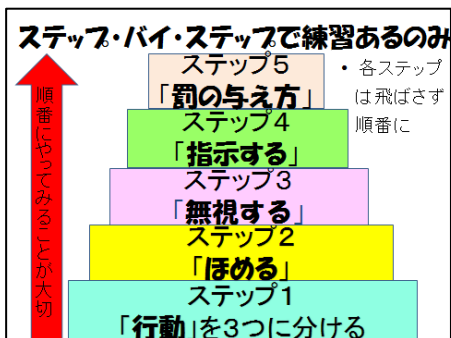 ステップ・バイ・ステップで練習あるのみ
順番にやってみることが大切
ステップ5
「罰の与え方」
・各ステップ
は飛ばさず
順番に
ステップ4
「指示する」
ステップ3
「無視する」
ステップ2
「ほめる」
ステップ1
「行動」を3つに分ける